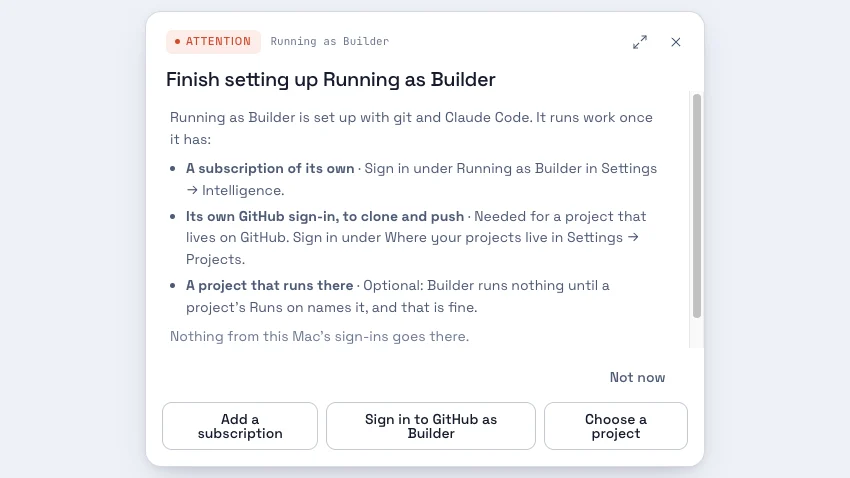 ATTENTION Running as Builder
Finish setting up Running as Builder
Running as Builder is set up with git and Claude Code. It runs work once
it has:
• A subscription of its own · Sign in under Running as Builder in Settings
→ Intelligence.
• Its own GitHub sign-in, to clone and push · Needed for a project that
lives on GitHub. Sign in under Where your projects live in Settings →
Projects.
• A project that runs there · Optional: Builder runs nothing until a
project's Runs on names it, and that is fine.
Nothing from this Mac's sign-ins goes there.
Not now
Add a
subscription
Sign in to GitHub as
Builder
Choose a
project